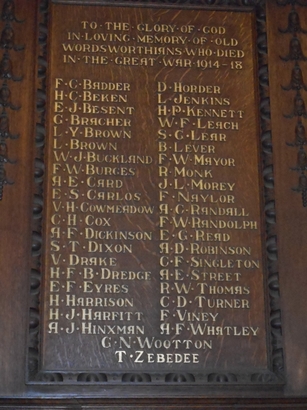 TO · THE · GLORY · OF · GOD
IN · LOVING · MEMORY · OF · OLD
WORDSWORTHIANS · WHO · DIED
IN · THE · GREAT · WAR · 1914-18
F · C · BADDER
H · C · BEKEN
E · J · BESENT
G · BRACHER
L · Y · BROWN
L · BROWN
W · J · BUCKLAND
F · W · BURGES
A · E · CARD
E · S · CARLOS
V · H · COWMEADOW
C · H · COX
A · F · DICKINSON
S · T · DIXON
V · DRAKE
H · F · B · DREDGE
E · F · EYRES
H · HARRISON
H · J · HARFITT
A · J · HINXMAN
D · HORDER
L · JENKINS
H · P · KENNETT
W · F · LEACH
S · G · LEAR
B · LEVER
F · W · MAYOR
R · MONK
J · L · MOREY
F · NAYLOR
A · G · RANDALL
F · W · RANDOLPH
E · G · READ
A · D · ROBINSON
C · F · SINGLETON
A · E · STREET
R · W · THOMAS
C · D · TURNER
F · VINEY
A · F · WHATLEY
G · N · WOOTTON
T · ZEBEDEE